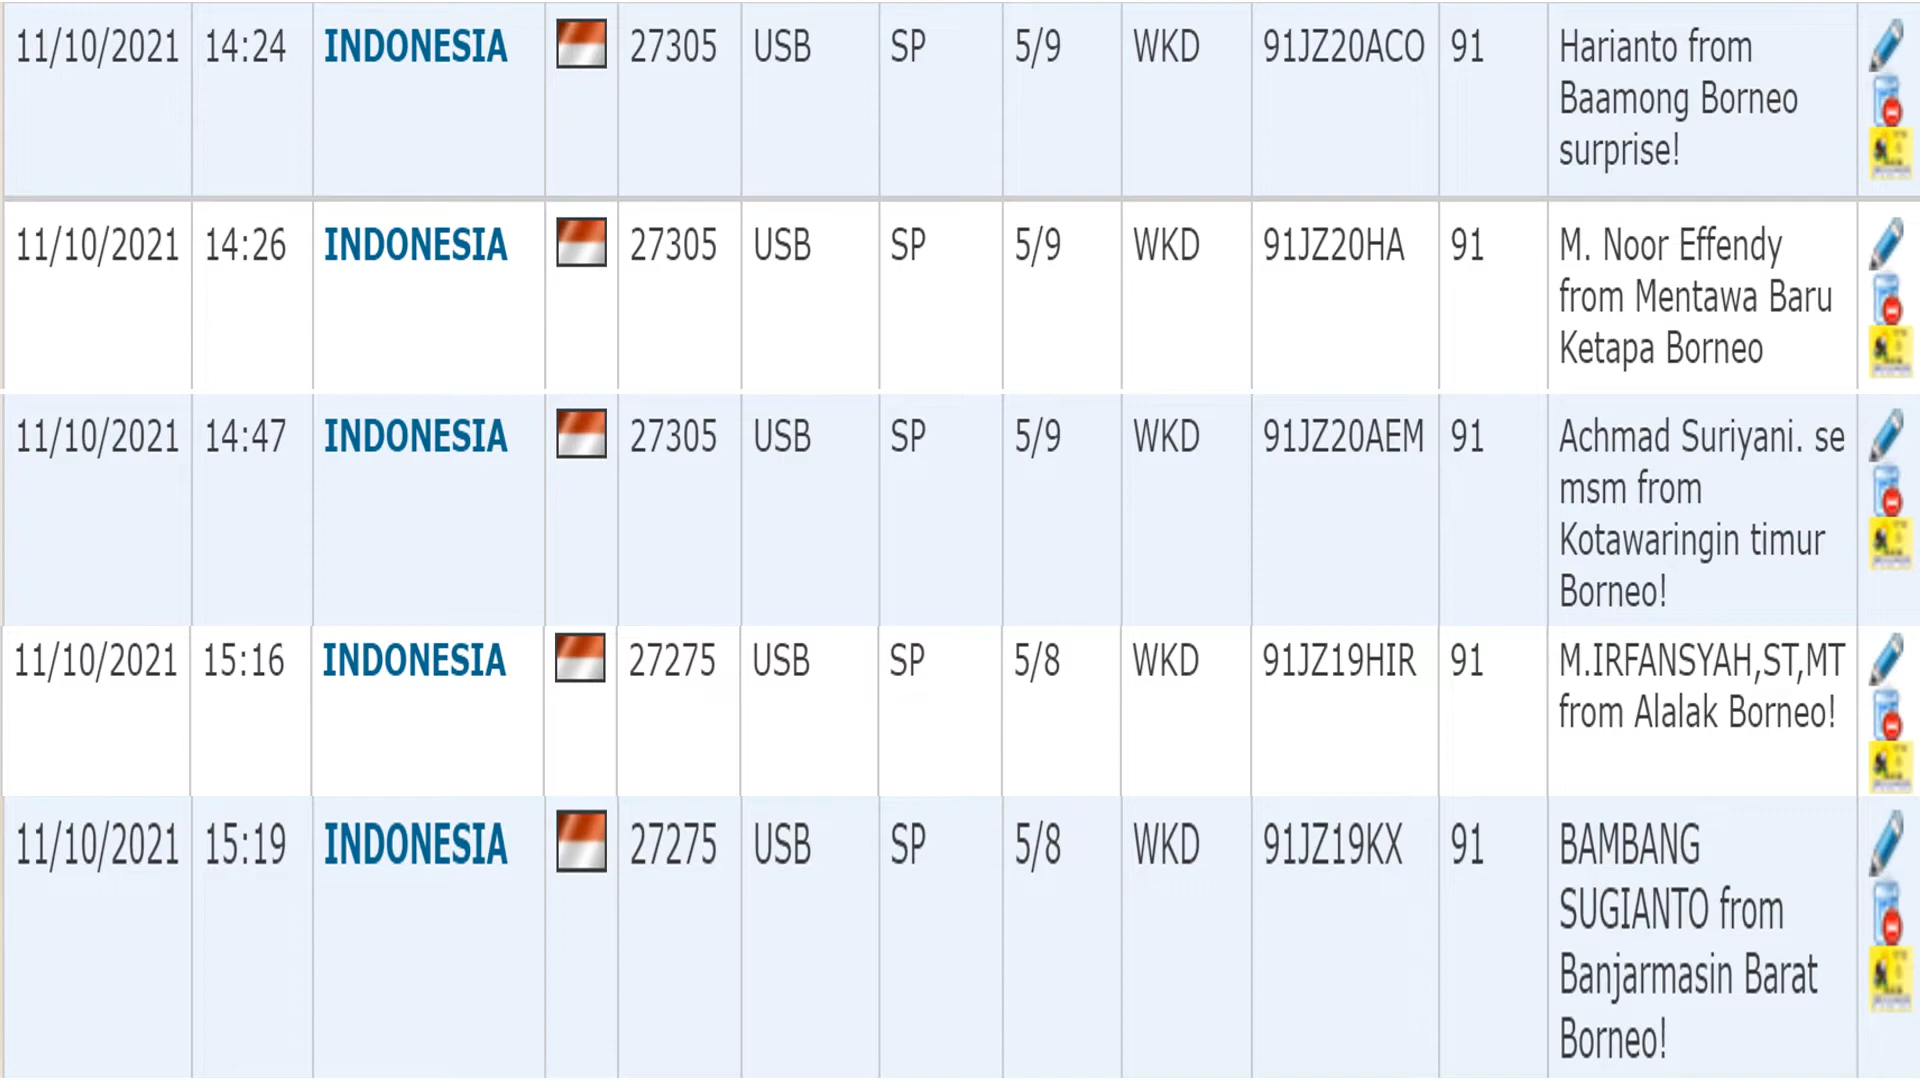 11/10/2021 14:24 INDONESIA 27305 USB SP 5/9 WKD 91JZ20ACO 91 Harianto from
Baamong Borneo
surprise!
11/10/2021 14:26 INDONESIA 27305 USB SP 5/9 WKD 91JZ20HA 91 M. Noor Effendy
from Mentawa Baru
Ketapa Borneo
11/10/2021 14:47 INDONESIA 27305 USB SP 5/9 WKD 91JZ20AEM 91 Achmad Suriyani. se
msm from
Kotawaringin timur
Borneo!
11/10/2021 15:16 INDONESIA 27275 USB SP 5/8 WKD 91JZ19HIR 91 M.IRFANSYAH,ST,MT
from Alalak Borneo!
11/10/2021 15:19 INDONESIA 27275 USB SP 5/8 WKD 91JZ19KX 91 BAMBANG
SUGIANTO from
Banjarmasin Barat
Borneo!